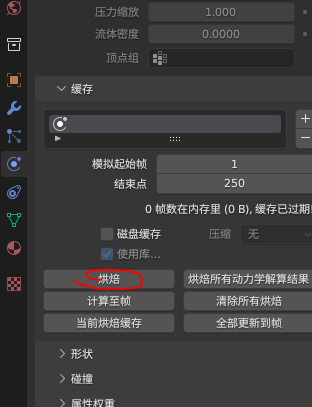 压力缩放 1.000
流体密度 0.0000
顶点组
缓存
模拟起始帧 1
结束点 250
0 帧数在内存里 (0 B), 缓存已过期!
磁盘缓存 压缩 无
使用库...
烘焙 烘焙所有动力学解算结果
计算至帧 清除所有烘焙
当前烘焙缓存 全部更新到帧
形状
碰撞
属性权重